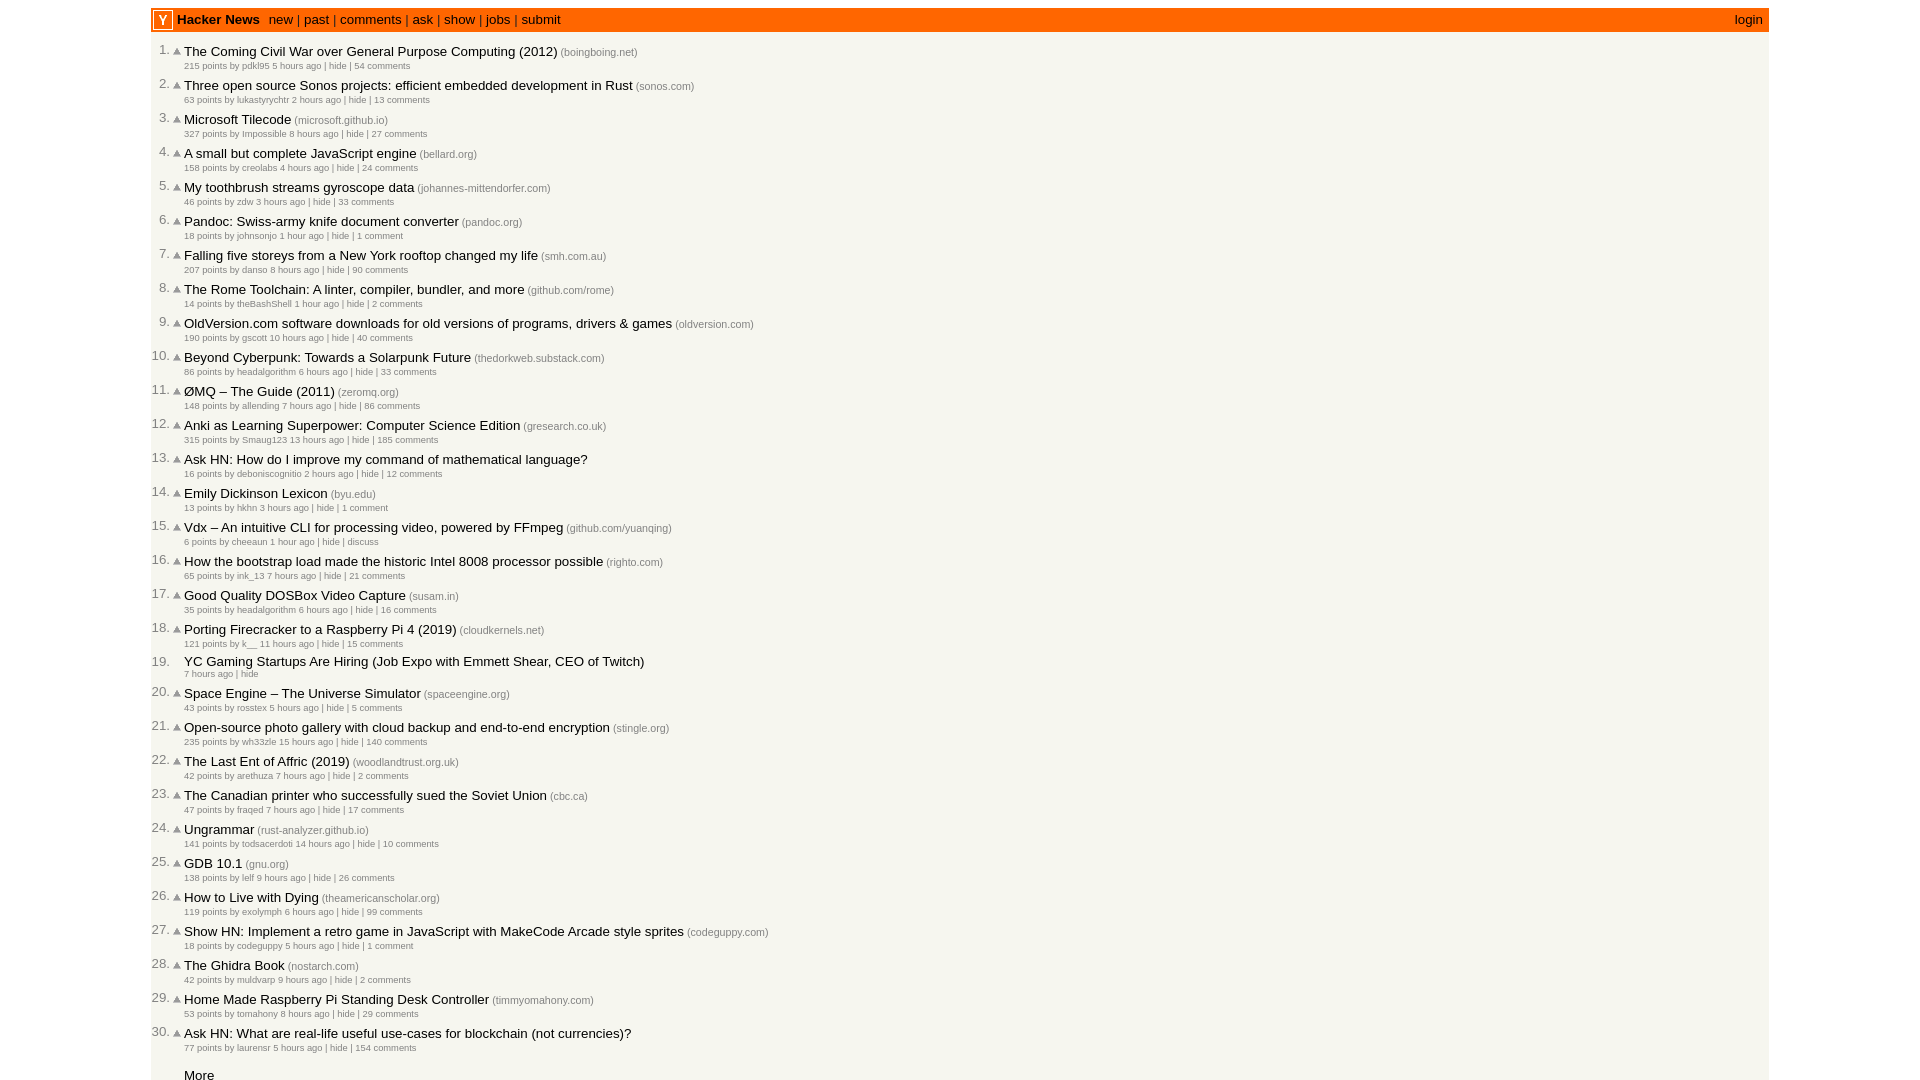 Y Hacker News new | past | comments | ask | show | jobs | submit login
1. The Coming Civil War over General Purpose Computing (2012) (boingboing.net)
215 points by pdkl95 5 hours ago | hide | 54 comments
2. Three open source Sonos projects: efficient embedded development in Rust (sonos.com)
63 points by lukastyrychtr 2 hours ago | hide | 13 comments
3. Microsoft Tilecode (microsoft.github.io)
327 points by Impossible 8 hours ago | hide | 27 comments
4. A small but complete JavaScript engine (bellard.org)
158 points by creolabs 4 hours ago | hide | 24 comments
5. My toothbrush streams gyroscope data (johannes-mittendorfer.com)
46 points by zdw 3 hours ago | hide | 33 comments
6. Pandoc: Swiss-army knife document converter (pandoc.org)
18 points by johnsonjo 1 hour ago | hide | 1 comment
7. Falling five storeys from a New York rooftop changed my life (smh.com.au)
207 points by danso 8 hours ago | hide | 90 comments
8. The Rome Toolchain: A linter, compiler, bundler, and more (github.com/rome)
14 points by theBashShell 1 hour ago | hide | 2 comments
9. OldVersion.com software downloads for old versions of programs, drivers & games (oldversion.com)
190 points by gscott 10 hours ago | hide | 40 comments
10. Beyond Cyberpunk: Towards a Solarpunk Future (thedorkweb.substack.com)
86 points by headalgorithm 6 hours ago | hide | 33 comments
11. ØMQ – The Guide (2011) (zeromq.org)
148 points by allending 7 hours ago | hide | 86 comments
12. Anki as Learning Superpower: Computer Science Edition (gresearch.co.uk)
315 points by Smaug123 13 hours ago | hide | 185 comments
13. Ask HN: How do I improve my command of mathematical language?
16 points by deboniscognitio 2 hours ago | hide | 12 comments
14. Emily Dickinson Lexicon (byu.edu)
13 points by hkhn 3 hours ago | hide | 1 comment
15. Vdx – An intuitive CLI for processing video, powered by FFmpeg (github.com/yuanqing)
6 points by cheeaun 1 hour ago | hide | discuss
16. How the bootstrap load made the historic Intel 8008 processor possible (righto.com)
65 points by ink_13 7 hours ago | hide | 21 comments
17. Good Quality DOSBox Video Capture (susam.in)
35 points by headalgorithm 6 hours ago | hide | 16 comments
18. Porting Firecracker to a Raspberry Pi 4 (2019) (cloudkernels.net)
121 points by k__ 11 hours ago | hide | 15 comments
19. YC Gaming Startups Are Hiring (Job Expo with Emmett Shear, CEO of Twitch)
7 hours ago | hide
20. Space Engine – The Universe Simulator (spaceengine.org)
43 points by rosstex 5 hours ago | hide | 5 comments
21. Open-source photo gallery with cloud backup and end-to-end encryption (stingle.org)
235 points by wh33zle 15 hours ago | hide | 140 comments
22. The Last Ent of Affric (2019) (woodlandtrust.org.uk)
42 points by arethuza 7 hours ago | hide | 2 comments
23. The Canadian printer who successfully sued the Soviet Union (cbc.ca)
47 points by fraqed 7 hours ago | hide | 17 comments
24. Ungrammar (rust-analyzer.github.io)
141 points by todsacerdoti 14 hours ago | hide | 10 comments
25. GDB 10.1 (gnu.org)
138 points by lelf 9 hours ago | hide | 26 comments
26. How to Live with Dying (theamericanscholar.org)
119 points by exolymph 6 hours ago | hide | 99 comments
27. Show HN: Implement a retro game in JavaScript with MakeCode Arcade style sprites (codeguppy.com)
18 points by codeguppy 5 hours ago | hide | 1 comment
28. The Ghidra Book (nostarch.com)
42 points by muldvarp 9 hours ago | hide | 2 comments
29. Home Made Raspberry Pi Standing Desk Controller (timmyomahony.com)
53 points by tomahony 8 hours ago | hide | 29 comments
30. Ask HN: What are real-life useful use-cases for blockchain (not currencies)?
77 points by laurensr 5 hours ago | hide | 154 comments
More